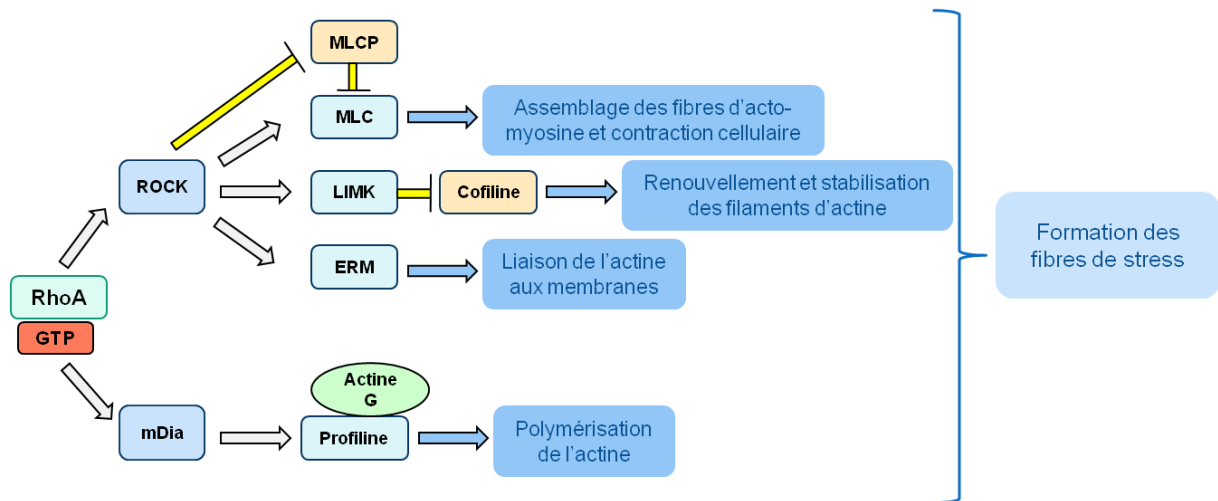 MLCP
MLC
Assemblage des fibres d'acto-
myosine et contraction cellulaire
ROCK
LIMK
Cofiline
Renouvellement et stabilisation
des filaments d'actine
Formation des
fibres de stress
ERM
Liaison de l'actine
aux membranes
RhoA
GTP
Actine
G
mDia
Profiline
Polymérisation
de l'actine